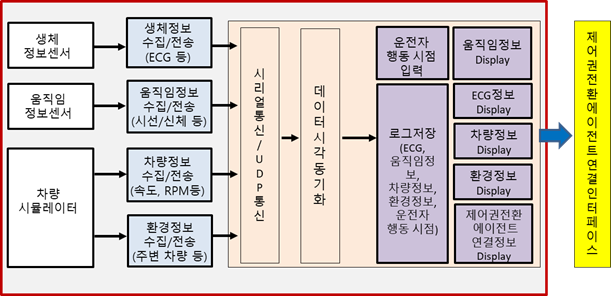 생체
정보센서
움직임
정보센서
차량
시뮬레이터
생체정보
수집/전송
(ECG 등)
움직임정보
수집/전송
(시선/신체 등)
차량정보
수집/전송
(속도, RPM등)
환경정보
수집/전송
(주변 차량 등)
시리얼통신/UDP통신
데이터시각동기화
운전자
행동 시점
입력
로그저장
(ECG,
움직임정
보,
차량정보,
환경정보,
운전자
행동 시점)
움직임정보
Display
ECG정보
Display
차량정보
Display
환경정보
Display
제어권전환
에이전트
연결정보
Display
제어권전환에이전트연결인터페이스